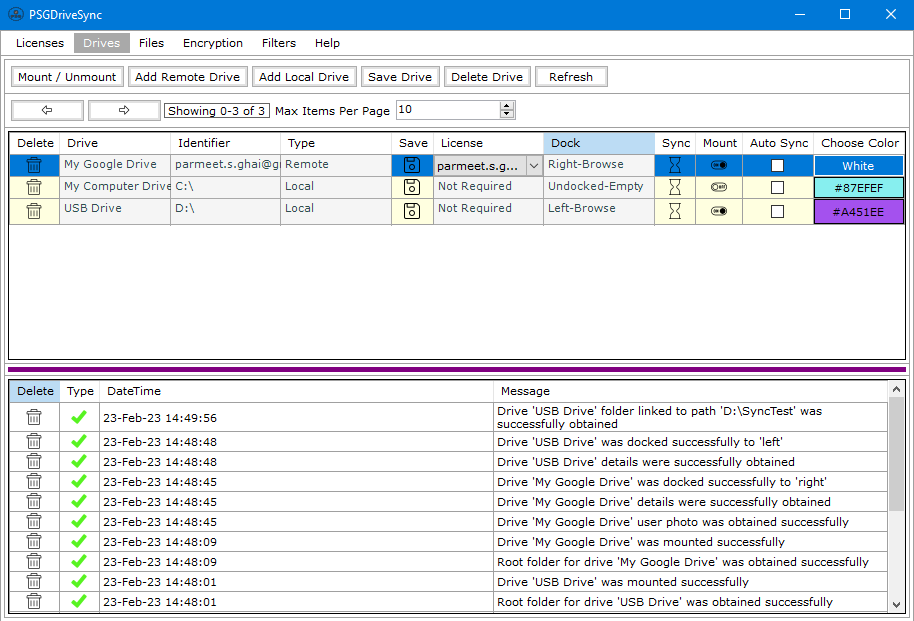 PSGDriveSync
Licenses Drives Files Encryption Filters Help
Mount / Unmount Add Remote Drive Add Local Drive Save Drive Delete Drive Refresh
Showing 0-3 of 3 Max Items Per Page 10
Delete Drive Identifier Type Save License Dock Sync Mount Auto Sync Choose Color
My Google Drive parmeet.s.ghai@g Remote parmeet.s.g... Right-Browse White
My Computer Drive C:\ Local Not Required Undocked-Empty #87EFEF
USB Drive D:\ Local Not Required Left-Browse #A451EE
Delete Type DateTime Message
23-Feb-23 14:49:56 Drive 'USB Drive' folder linked to path 'D:\SyncTest' was
successfully obtained
23-Feb-23 14:48:48 Drive 'USB Drive' was docked successfully to 'left'
23-Feb-23 14:48:48 Drive 'USB Drive' details were successfully obtained
23-Feb-23 14:48:45 Drive 'My Google Drive' was docked successfully to 'right'
23-Feb-23 14:48:45 Drive 'My Google Drive' details were successfully obtained
23-Feb-23 14:48:45 Drive 'My Google Drive' user photo was obtained successfully
23-Feb-23 14:48:09 Drive 'My Google Drive' was mounted successfully
23-Feb-23 14:48:09 Root folder for drive 'My Google Drive' was obtained successfully
23-Feb-23 14:48:01 Drive 'USB Drive' was mounted successfully
23-Feb-23 14:48:01 Root folder for drive 'USB Drive' was obtained successfully